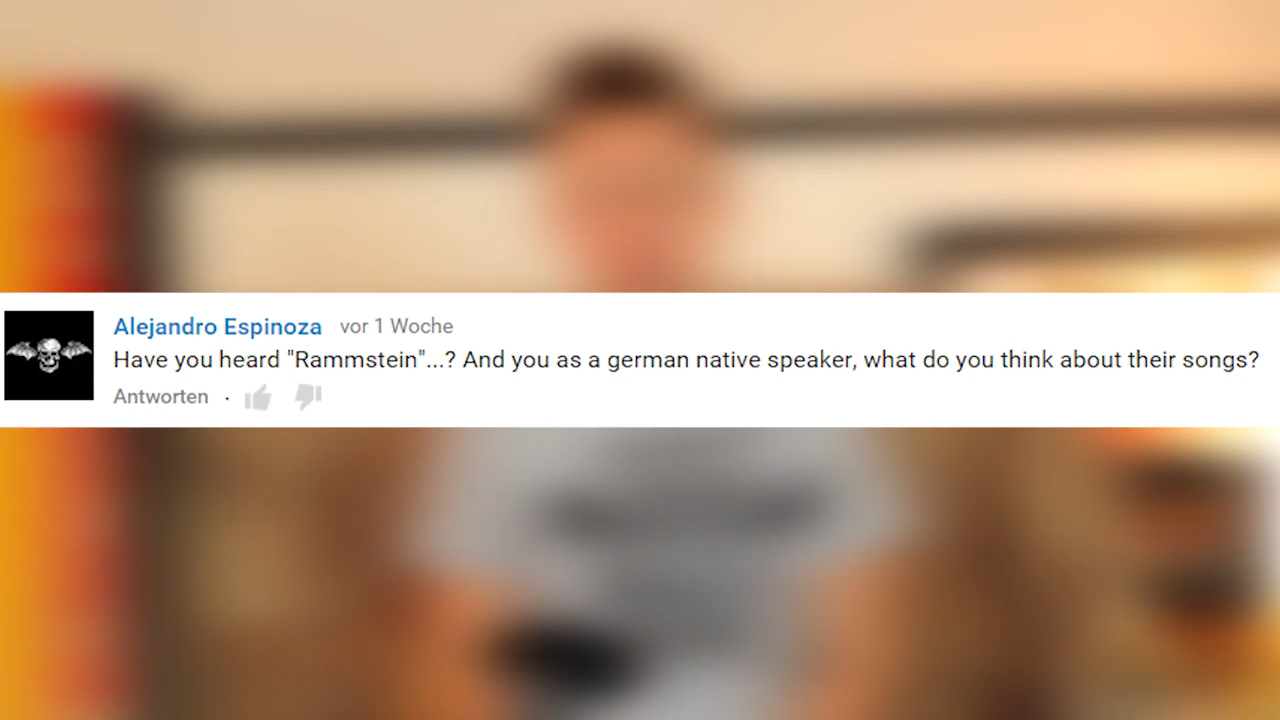 Alejandro Espinoza vor 1 Woche
Have you heard "Rammstein"...? And you as a german native speaker, what do you think about their songs?
Antworten ·